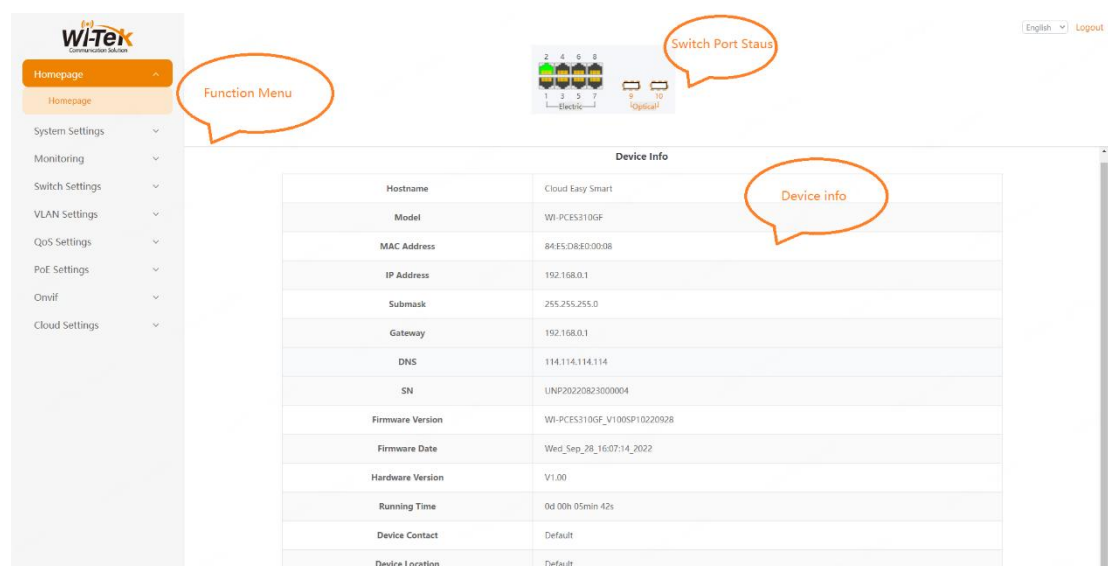 Wi-Tek
Communication Solution
English
Logout
Homepage
Homepage
System Settings
Monitoring
Switch Settings
VLAN Settings
QoS Settings
PoE Settings
Onvif
Cloud Settings
Function Menu
Switch Port Staus
2 4 6 8
1 3 5 7 9 10
Electric Optical
Device Info
Device info
Hostname Cloud Easy Smart
Model WI-PCES310GF
MAC Address 84:E5:D8:E0:00:08
IP Address 192.168.0.1
Submask 255.255.255.0
Gateway 192.168.0.1
DNS 114.114.114.114
SN UNP20220823000004
Firmware Version WI-PCES310GF_V100SP10220928
Firmware Date Wed_Sep_28_16:07:14_2022
Hardware Version V1.00
Running Time 0d 00h 05min 42s
Device Contact Default
Device Location Default